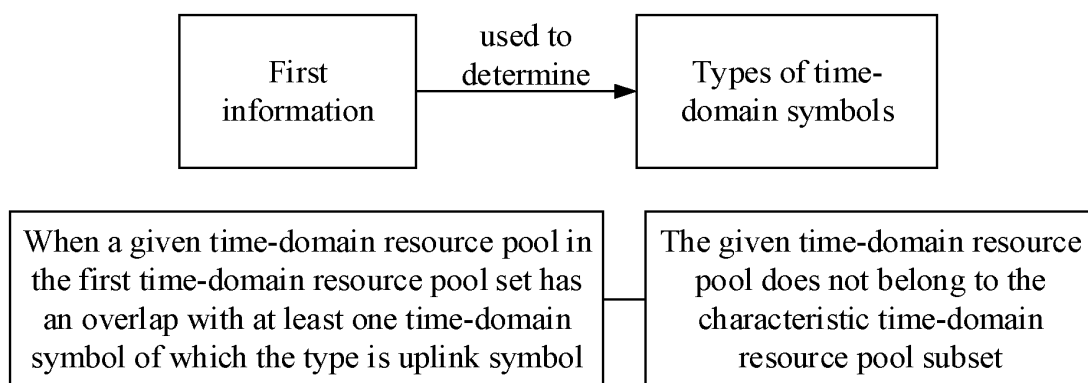 First
information
used to
determine
Types of time-
domain symbols
When a given time-domain resource pool in
the first time-domain resource pool set has
an overlap with at least one time-domain
symbol of which the type is uplink symbol
The given time-domain resource
pool does not belong to the
characteristic time-domain
resource pool subset